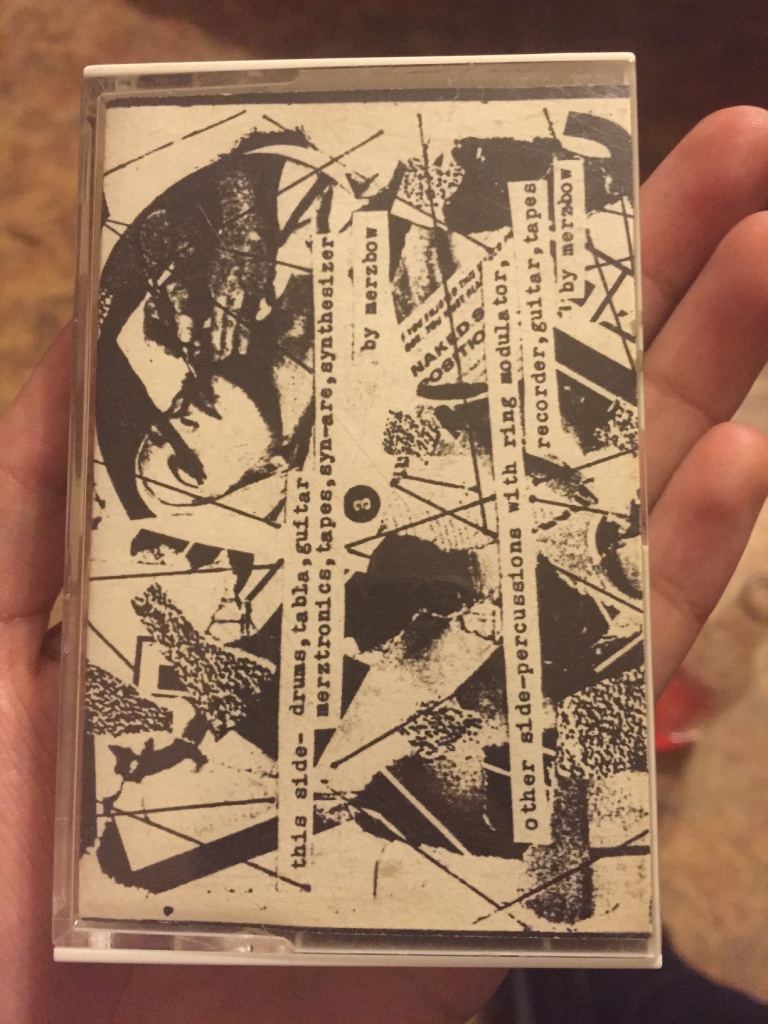 this side- drums,tabla,guitar
merztronics,tapes,syn-are,synthesizer
by merzbow
3
NAKED
other side-percussions with ring modulator,
recorder,guitar,tapes
by merzbow